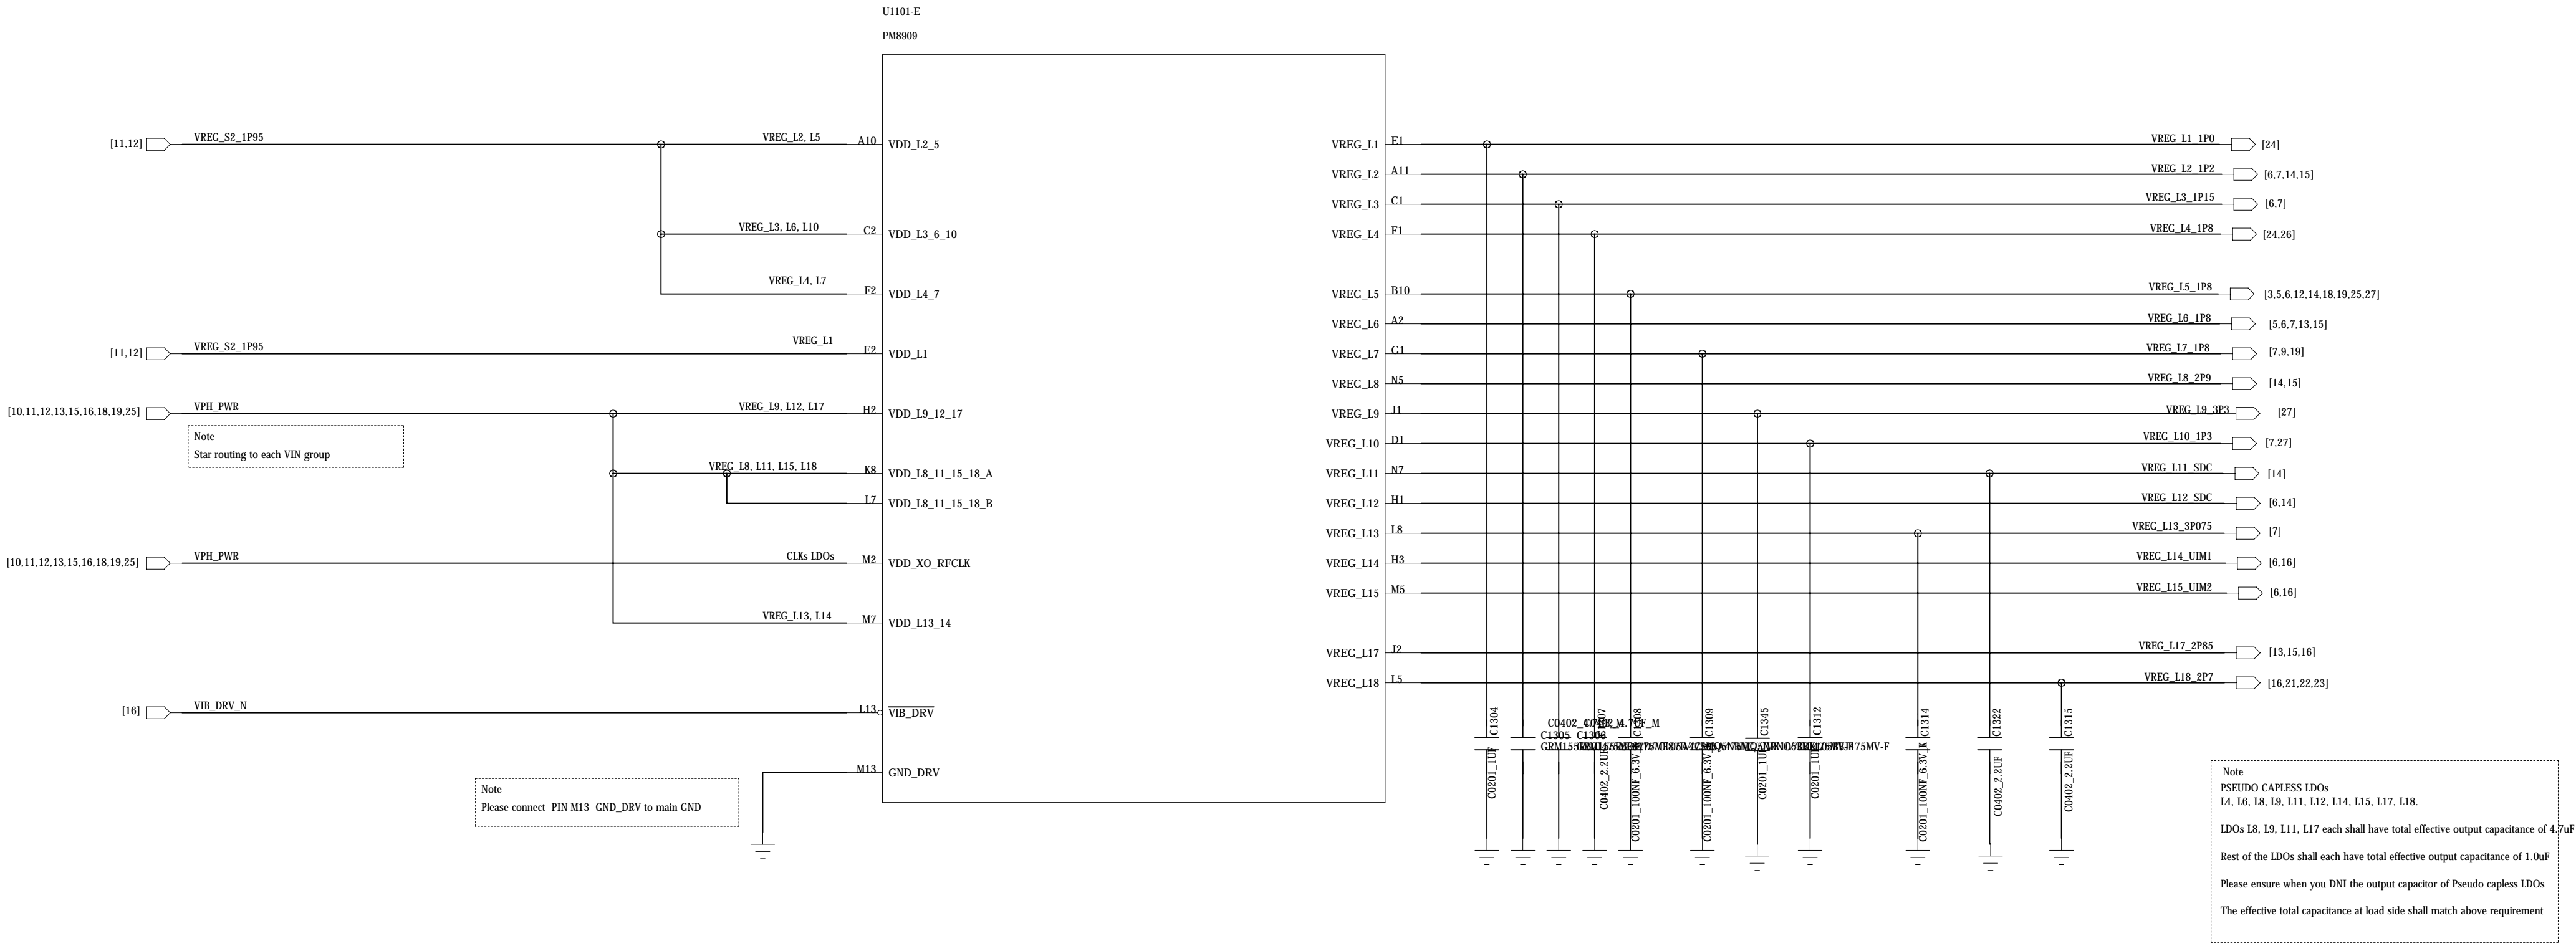 U1101-E
PM8909
[11,12]
VREG_S2_1P95
VREG_L2, L5
A10
VDD_L2_5
VREG_L3, L6, L10
C2
VDD_L3_6_10
VREG_L4, L7
F2
VDD_L4_7
[11,12]
VREG_S2_1P95
VREG_L1
E2
VDD_L1
[10,11,12,13,15,16,18,19,25]
VPH_PWR
VREG_L9, L12, L17
H2
VDD_L9_12_17
Note
Star routing to each VIN group
VREG_L8, L11, L15, L18
K8
VDD_L8_11_15_18_A
L7
VDD_L8_11_15_18_B
[10,11,12,13,15,16,18,19,25]
VPH_PWR
CLKs LDOs
M2
VDD_XO_RFCLK
VREG_L13, L14
M7
VDD_L13_14
[16]
VIB_DRV_N
L13
VIB_DRV
M13
GND_DRV
Note
Please connect PIN M13 GND_DRV to main GND
VREG_L1
E1
VREG_L1_1P0
[24]
VREG_L2
A11
VREG_L2_1P2
[6,7,14,15]
VREG_L3
C1
VREG_L3_1P15
[6,7]
VREG_L4
F1
VREG_L4_1P8
[24,26]
VREG_L5
B10
VREG_L5_1P8
[3,5,6,12,14,18,19,25,27]
VREG_L6
A2
VREG_L6_1P8
[5,6,7,13,15]
VREG_L7
G1
VREG_L7_1P8
[7,9,19]
VREG_L8
N5
VREG_L8_2P9
[14,15]
VREG_L9
J1
VREG_L9_3P3
[27]
VREG_L10
D1
VREG_L10_1P3
[7,27]
VREG_L11
N7
VREG_L11_SDC
[14]
VREG_L12
H1
VREG_L12_SDC
[6,14]
VREG_L13
L8
VREG_L13_3P075
[7]
VREG_L14
H3
VREG_L14_UIM1
[6,16]
VREG_L15
M5
VREG_L15_UIM2
[6,16]
VREG_L17
J2
VREG_L17_2P85
[13,15,16]
VREG_L18
L5
VREG_L18_2P7
[16,21,22,23]
C1304
C0201_1UF
C1305
C0402_2.2UF
C0201_100NF_6.3V_K
C1309
C0201_100NF_6.3V_K
C1345
C0201_1UF
C1312
C0201_1UF
C1314
C0201_100NF_6.3V_K
C1322
C0402_2.2UF
C1315
C0402_2.2UF
Note
PSEUDO CAPLESS LDOs
L4, L6, L8, L9, L11, L12, L14, L15, L17, L18.
LDOs L8, L9, L11, L17 each shall have total effective output capacitance of 4.7uF
Rest of the LDOs shall each have total effective output capacitance of 1.0uF
Please ensure when you DNI the output capacitor of Pseudo capless LDOs
The effective total capacitance at load side shall match above requirement